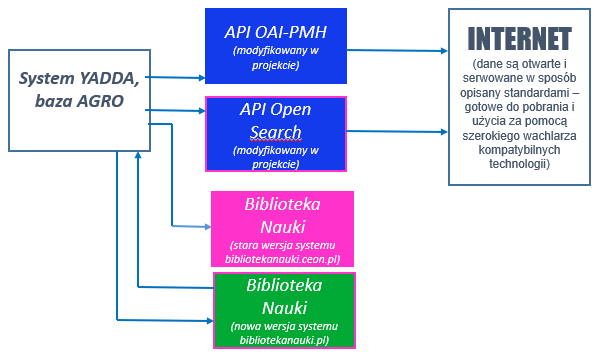 System YADDA,
baza AGRO
API OAI-PMH
(modyfikowany w
projekcie)
API Open
Search
(modyfikowany w
projekcie)
Biblioteka
Nauki
(stara wersja systemu
bibliotekanauki.ceon.pl)
Biblioteka
Nauki
(nowa wersja systemu
bibliotekanauki.pl)
INTERNET
(dane są otwarte i
serwowane w sposób
opisany standardami –
gotowe do pobrania i
użycia za pomocą
szerokiego wachlarza
kompatybilnych
technologii)